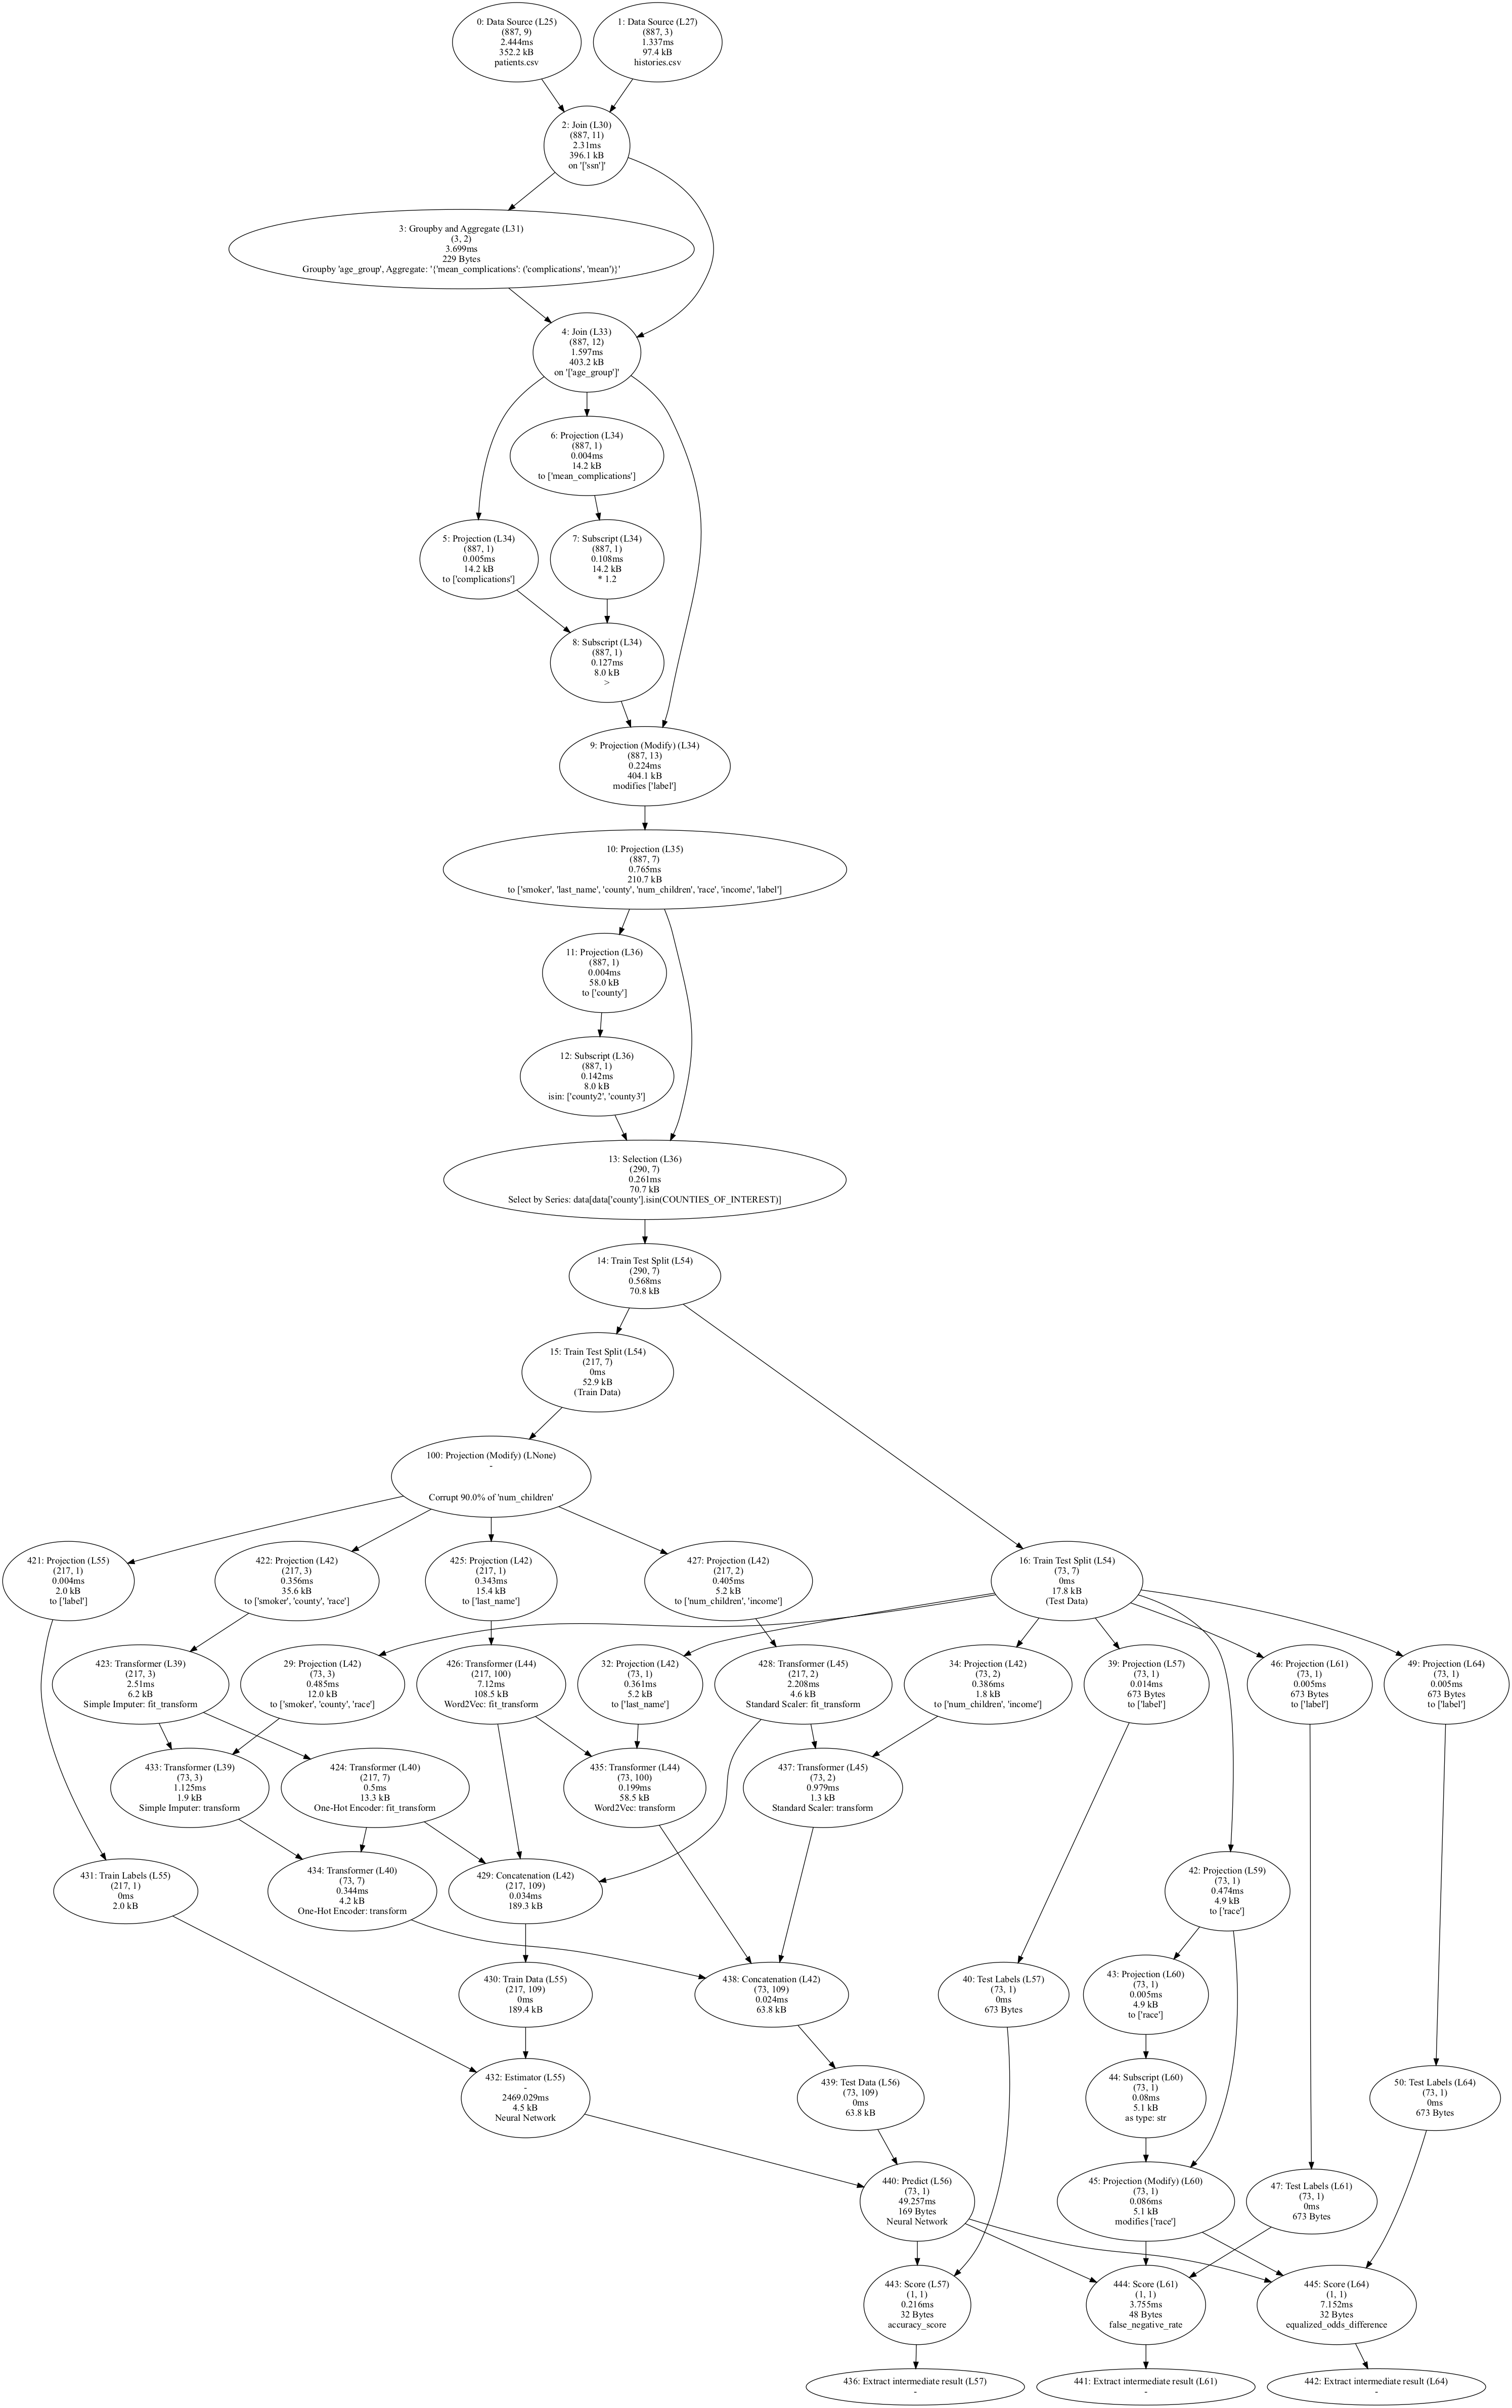 0: Data Source (L25)
(887, 9)
2.444ms
352.2 kB
patients.csv
1: Data Source (L27)
(887, 3)
1.337ms
97.4 kB
histories.csv
2: Join (L30)
(887, 11)
2.31ms
396.1 kB
on '['ssn']'
3: Groupby and Aggregate (L31)
(3, 2)
3.699ms
229 Bytes
Groupby 'age_group', Aggregate: '{'mean_complications': ('complications', 'mean')}'
4: Join (L33)
(887, 12)
1.597ms
403.2 kB
on '['age_group']'
6: Projection (L34)
(887, 1)
0.004ms
14.2 kB
to ['mean_complications']
5: Projection (L34)
(887, 1)
0.005ms
14.2 kB
to ['complications']
7: Subscript (L34)
(887, 1)
0.108ms
14.2 kB
* 1.2
8: Subscript (L34)
(887, 1)
0.127ms
8.0 kB
>
9: Projection (Modify) (L34)
(887, 13)
0.224ms
404.1 kB
modifies ['label']
10: Projection (L35)
(887, 7)
0.765ms
210.7 kB
to ['smoker', 'last_name', 'county', 'num_children', 'race', 'income', 'label']
11: Projection (L36)
(887, 1)
0.004ms
58.0 kB
to ['county']
12: Subscript (L36)
(887, 1)
0.142ms
8.0 kB
isin: ['county2', 'county3']
13: Selection (L36)
(290, 7)
0.261ms
70.7 kB
Select by Series: data[data['county'].isin(COUNTIES_OF_INTEREST)]
14: Train Test Split (L54)
(290, 7)
0.568ms
70.8 kB
15: Train Test Split (L54)
(217, 7)
0ms
52.9 kB
(Train Data)
100: Projection (Modify) (LNone)
-
Corrupt 90.0% of 'num_children'
421: Projection (L55)
(217, 1)
0.004ms
2.0 kB
to ['label']
422: Projection (L42)
(217, 3)
0.356ms
35.6 kB
to ['smoker', 'county', 'race']
425: Projection (L42)
(217, 1)
0.343ms
15.4 kB
to ['last_name']
427: Projection (L42)
(217, 2)
0.405ms
5.2 kB
to ['num_children', 'income']
16: Train Test Split (L54)
(73, 7)
0ms
17.8 kB
(Test Data)
423: Transformer (L39)
(217, 3)
2.51ms
6.2 kB
Simple Imputer: fit_transform
29: Projection (L42)
(73, 3)
0.485ms
12.0 kB
to ['smoker', 'county', 'race']
426: Transformer (L44)
(217, 100)
7.12ms
108.5 kB
Word2Vec: fit_transform
32: Projection (L42)
(73, 1)
0.361ms
5.2 kB
to ['last_name']
428: Transformer (L45)
(217, 2)
2.208ms
4.6 kB
Standard Scaler: fit_transform
34: Projection (L42)
(73, 2)
0.386ms
1.8 kB
to ['num_children', 'income']
39: Projection (L57)
(73, 1)
0.014ms
673 Bytes
to ['label']
46: Projection (L61)
(73, 1)
0.005ms
673 Bytes
to ['label']
49: Projection (L64)
(73, 1)
0.005ms
673 Bytes
to ['label']
433: Transformer (L39)
(73, 3)
1.125ms
1.9 kB
Simple Imputer: transform
424: Transformer (L40)
(217, 7)
0.5ms
13.3 kB
One-Hot Encoder: fit_transform
435: Transformer (L44)
(73, 100)
0.199ms
58.5 kB
Word2Vec: transform
437: Transformer (L45)
(73, 2)
0.979ms
1.3 kB
Standard Scaler: transform
431: Train Labels (L55)
(217, 1)
0ms
2.0 kB
434: Transformer (L40)
(73, 7)
0.344ms
4.2 kB
One-Hot Encoder: transform
429: Concatenation (L42)
(217, 109)
0.034ms
189.3 kB
42: Projection (L59)
(73, 1)
0.474ms
4.9 kB
to ['race']
430: Train Data (L55)
(217, 109)
0ms
189.4 kB
438: Concatenation (L42)
(73, 109)
0.024ms
63.8 kB
40: Test Labels (L57)
(73, 1)
0ms
673 Bytes
43: Projection (L60)
(73, 1)
0.005ms
4.9 kB
to ['race']
432: Estimator (L55)
-
2469.029ms
4.5 kB
Neural Network
439: Test Data (L56)
(73, 109)
0ms
63.8 kB
44: Subscript (L60)
(73, 1)
0.08ms
5.1 kB
as type: str
50: Test Labels (L64)
(73, 1)
0ms
673 Bytes
440: Predict (L56)
(73, 1)
49.257ms
169 Bytes
Neural Network
45: Projection (Modify) (L60)
(73, 1)
0.086ms
5.1 kB
modifies ['race']
47: Test Labels (L61)
(73, 1)
0ms
673 Bytes
443: Score (L57)
(1, 1)
0.216ms
32 Bytes
accuracy_score
444: Score (L61)
(1, 1)
3.755ms
48 Bytes
false_negative_rate
445: Score (L64)
(1, 1)
7.152ms
32 Bytes
equalized_odds_difference
436: Extract intermediate result (L57)
-
441: Extract intermediate result (L61)
-
442: Extract intermediate result (L64)
-